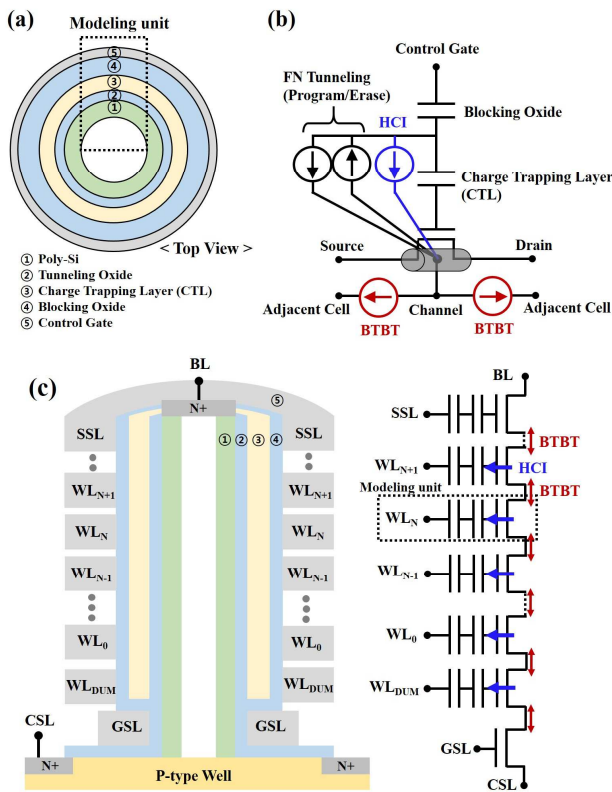 (a)
Modeling unit
⑤
④
③
②
①
< Top View >
① Poly-Si
② Tunneling Oxide
③ Charge Trapping Layer (CTL)
④ Blocking Oxide
⑤ Control Gate
(b)
Control Gate
FN Tunneling
(Program/Erase)
HCI
Blocking Oxide
Charge Trapping Layer
(CTL)
Source
Drain
Adjacent Cell
Channel
Adjacent Cell
BTBT
BTBT
(c)
BL
N+
⑤
① ② ③ ④
SSL
SSL
WLN+1
WLN+1
WLN
WLN
WLN-1
WLN-1
WL0
WL0
WLDUM
WLDUM
GSL
GSL
CSL
N+
N+
P-type Well
BL
SSL
BTBT
WLN+1
HCI
Modeling unit
BTBT
WLN
WLN-1
WL0
WLDUM
GSL
CSL